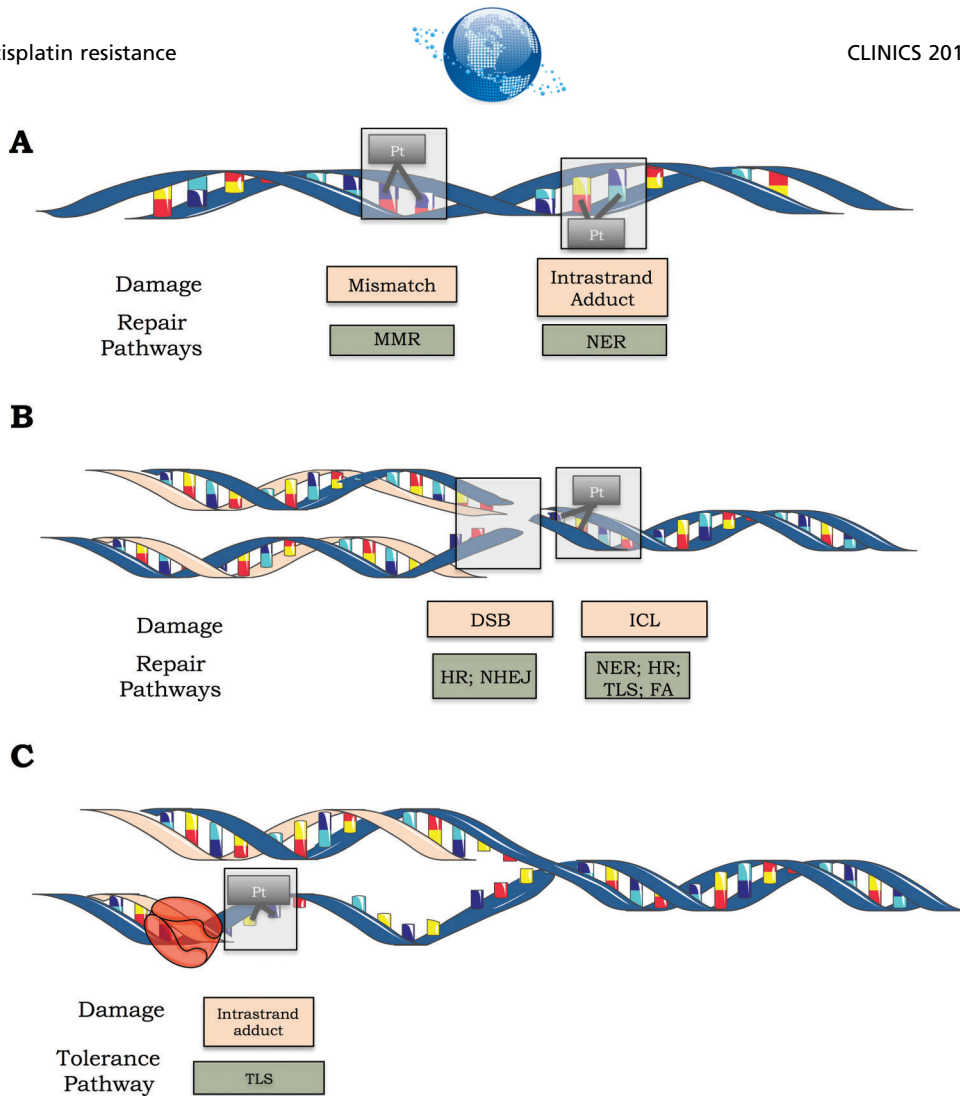 isplatin resistance CLINICS 201
A
Pt
Pt
Damage Mismatch Intrastrand
Adduct
Repair
Pathways MMR NER
B
Pt
Damage DSB ICL
Repair
Pathways HR; NHEJ NER; HR;
TLS; FA
C
Pt
Damage Intrastrand
adduct
Tolerance
Pathway TLS